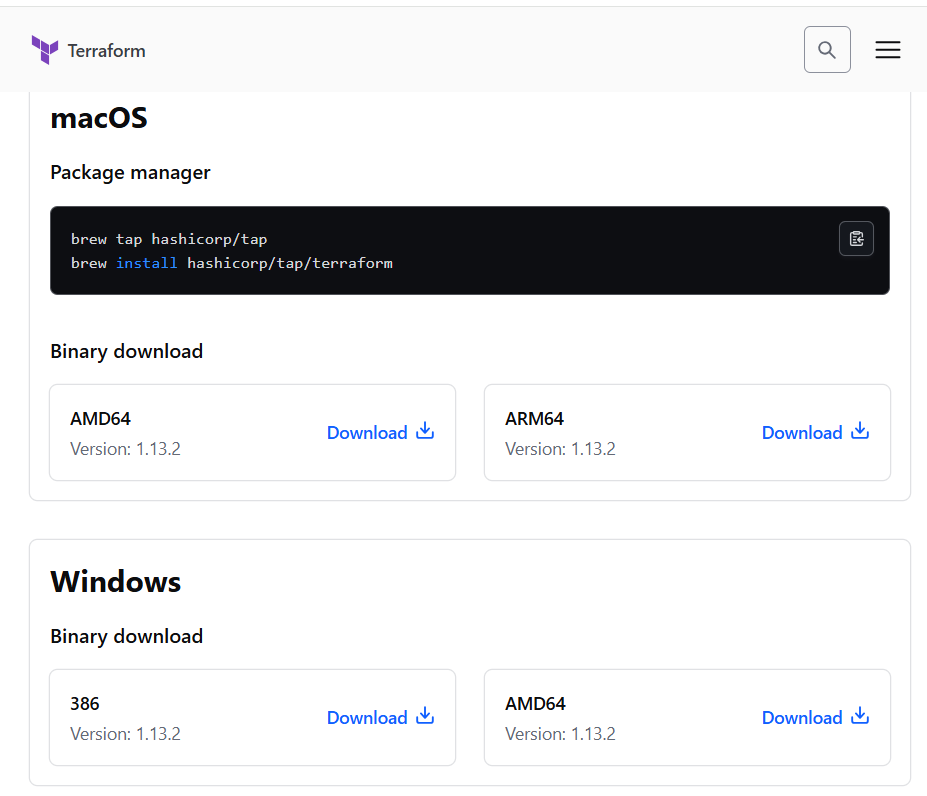 Terraform
macOS
Package manager
brew tap hashicorp/tap
brew install hashicorp/tap/terraform
Binary download
AMD64
Version: 1.13.2
Download
ARM64
Version: 1.13.2
Download
Windows
Binary download
386
Version: 1.13.2
Download
AMD64
Version: 1.13.2
Download